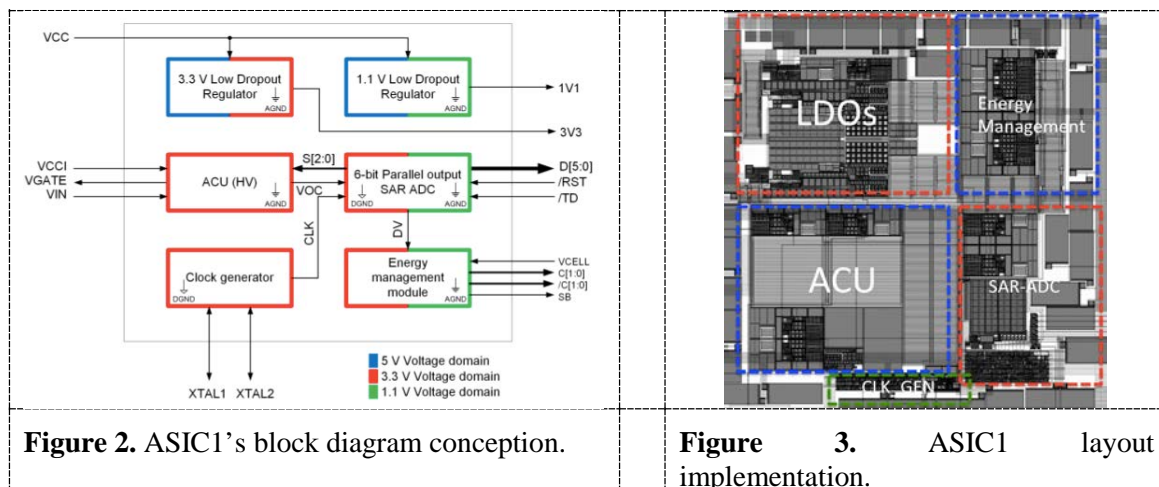 VCC
3.3 V Low Dropout
Regulator
AGND
1.1 V Low Dropout
Regulator
AGND
1V1
3V3
VCCI
VGATE
VIN
ACU (HV)
AGND
S[2:0]
VOC
6-bit Parallel output
SAR ADC
DGND
AGND
D[5:0]
/RST
/TD
CLK
DV
Clock generator
DGND
Energy
management
module
AGND
VCELL
C[1:0]
/C[1:0]
SB
XTAL1 XTAL2
5 V Voltage domain
3.3 V Voltage domain
1.1 V Voltage domain
LDOs
Energy
Management
ACU
SAR-ADC
CLK_GEN
Figure 2. ASIC1's block diagram conception.
Figure 3. ASIC1 layout
implementation.